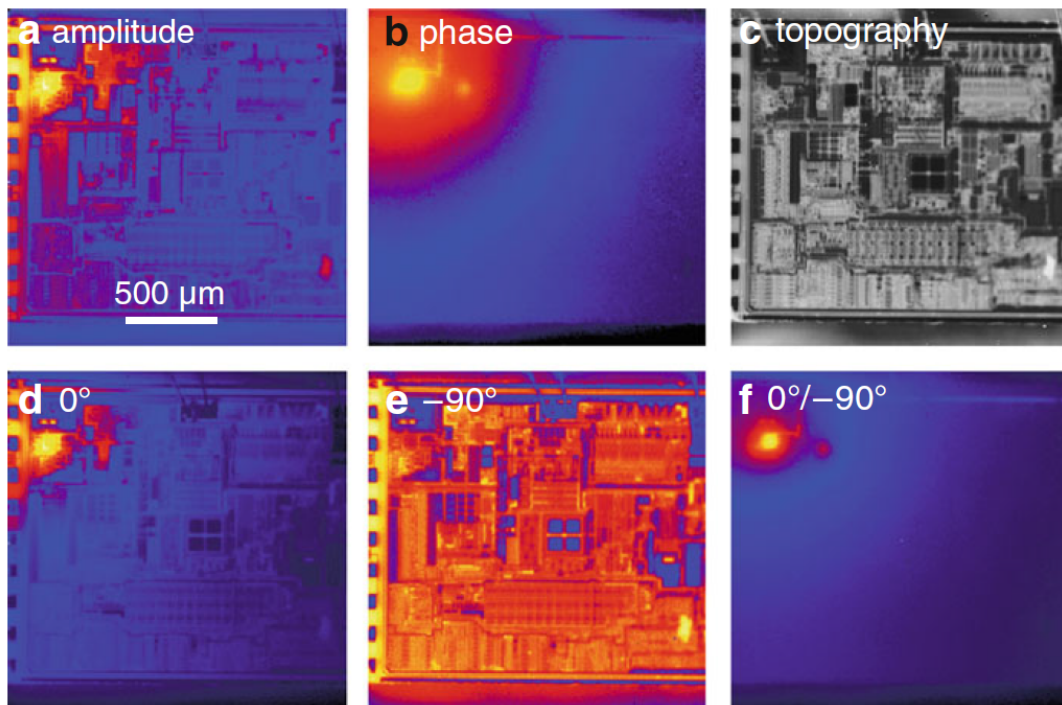 a amplitude
b phase
c topography
500 µm
d 0°
e −90°
f 0°/−90°